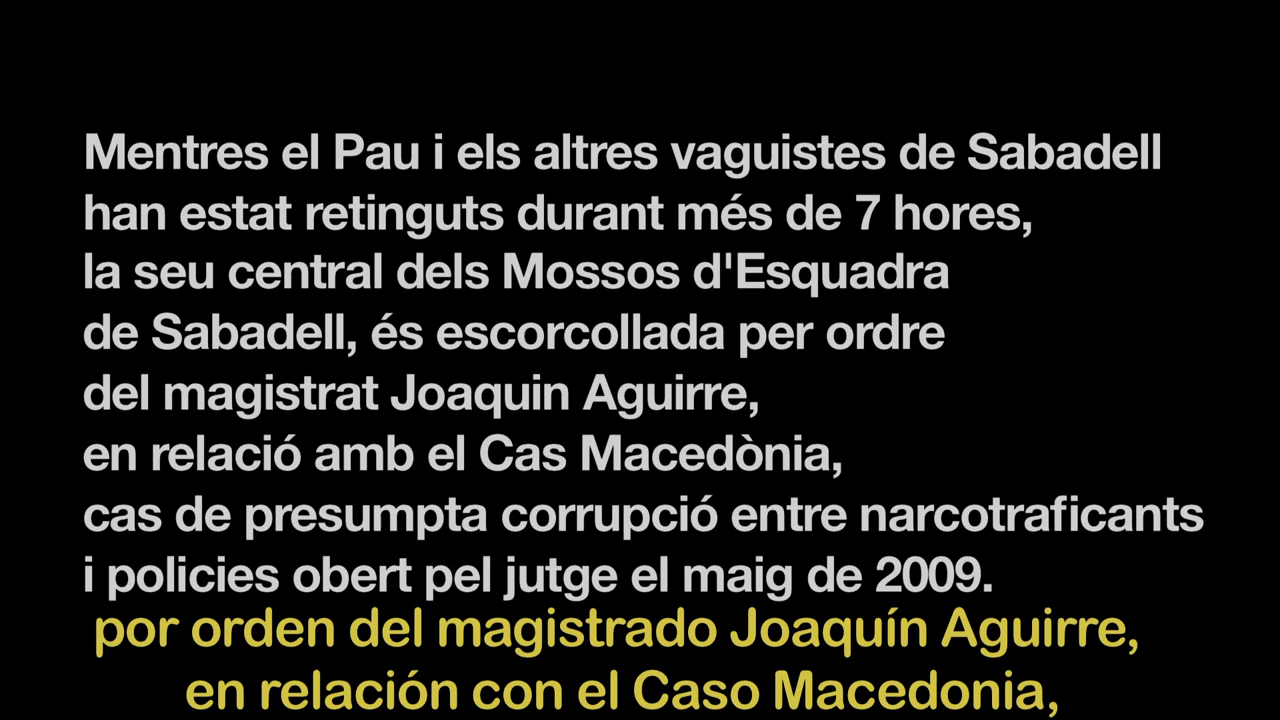 Mentres el Pau i els altres vaguistes de Sabadell
han estat retinguts durant més de 7 hores,
la seu central dels Mossos d'Esquadra
de Sabadell, és escorcollada per ordre
del magistrat Joaquin Aguirre,
en relació amb el Cas Macedònia,
cas de presumpta corrupció entre narcotraficants
i policies obert pel jutge el maig de 2009.
por orden del magistrado Joaquín Aguirre,
en relación con el Caso Macedonia,